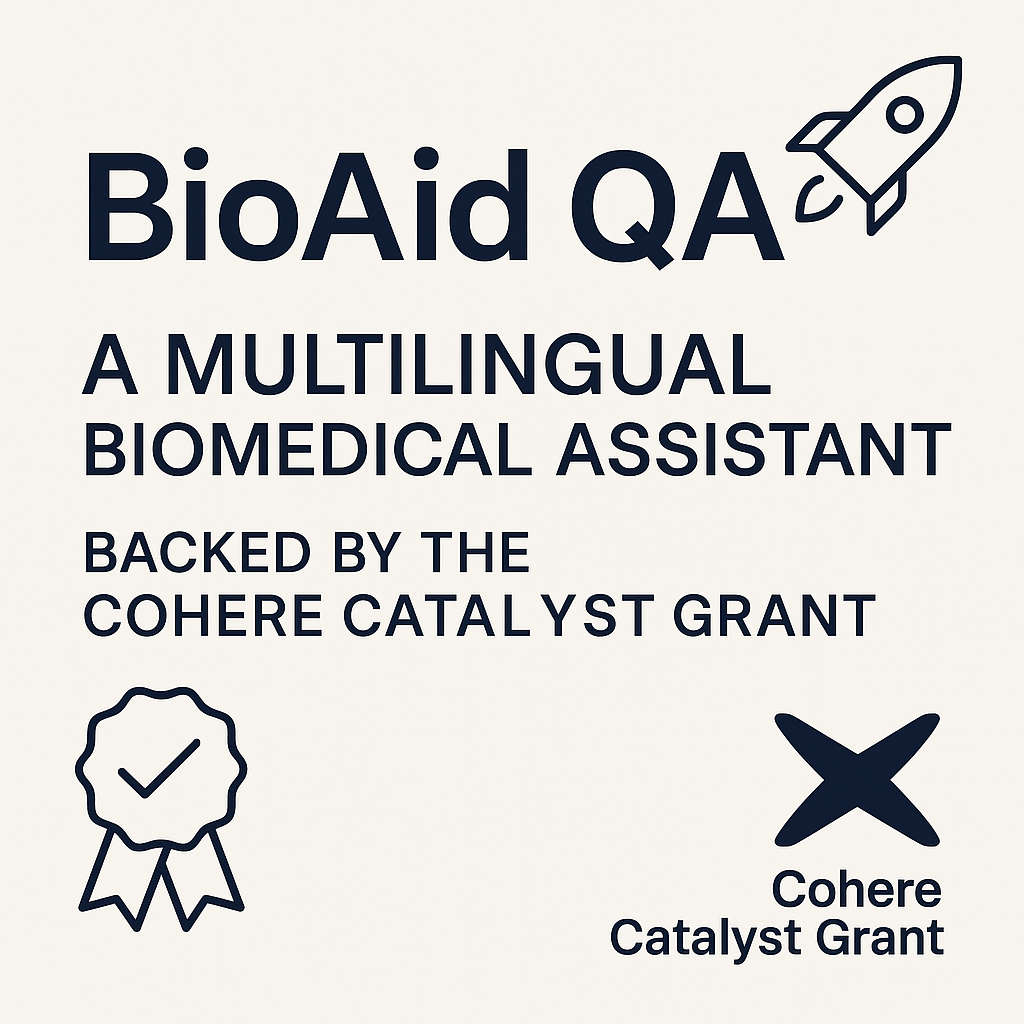 BioAid QA
A MULTILINGUAL
BIOMEDICAL ASSISTANT
BACKED BY THE
COHERE CATALYST GRANT
Cohere
Catalyst Grant